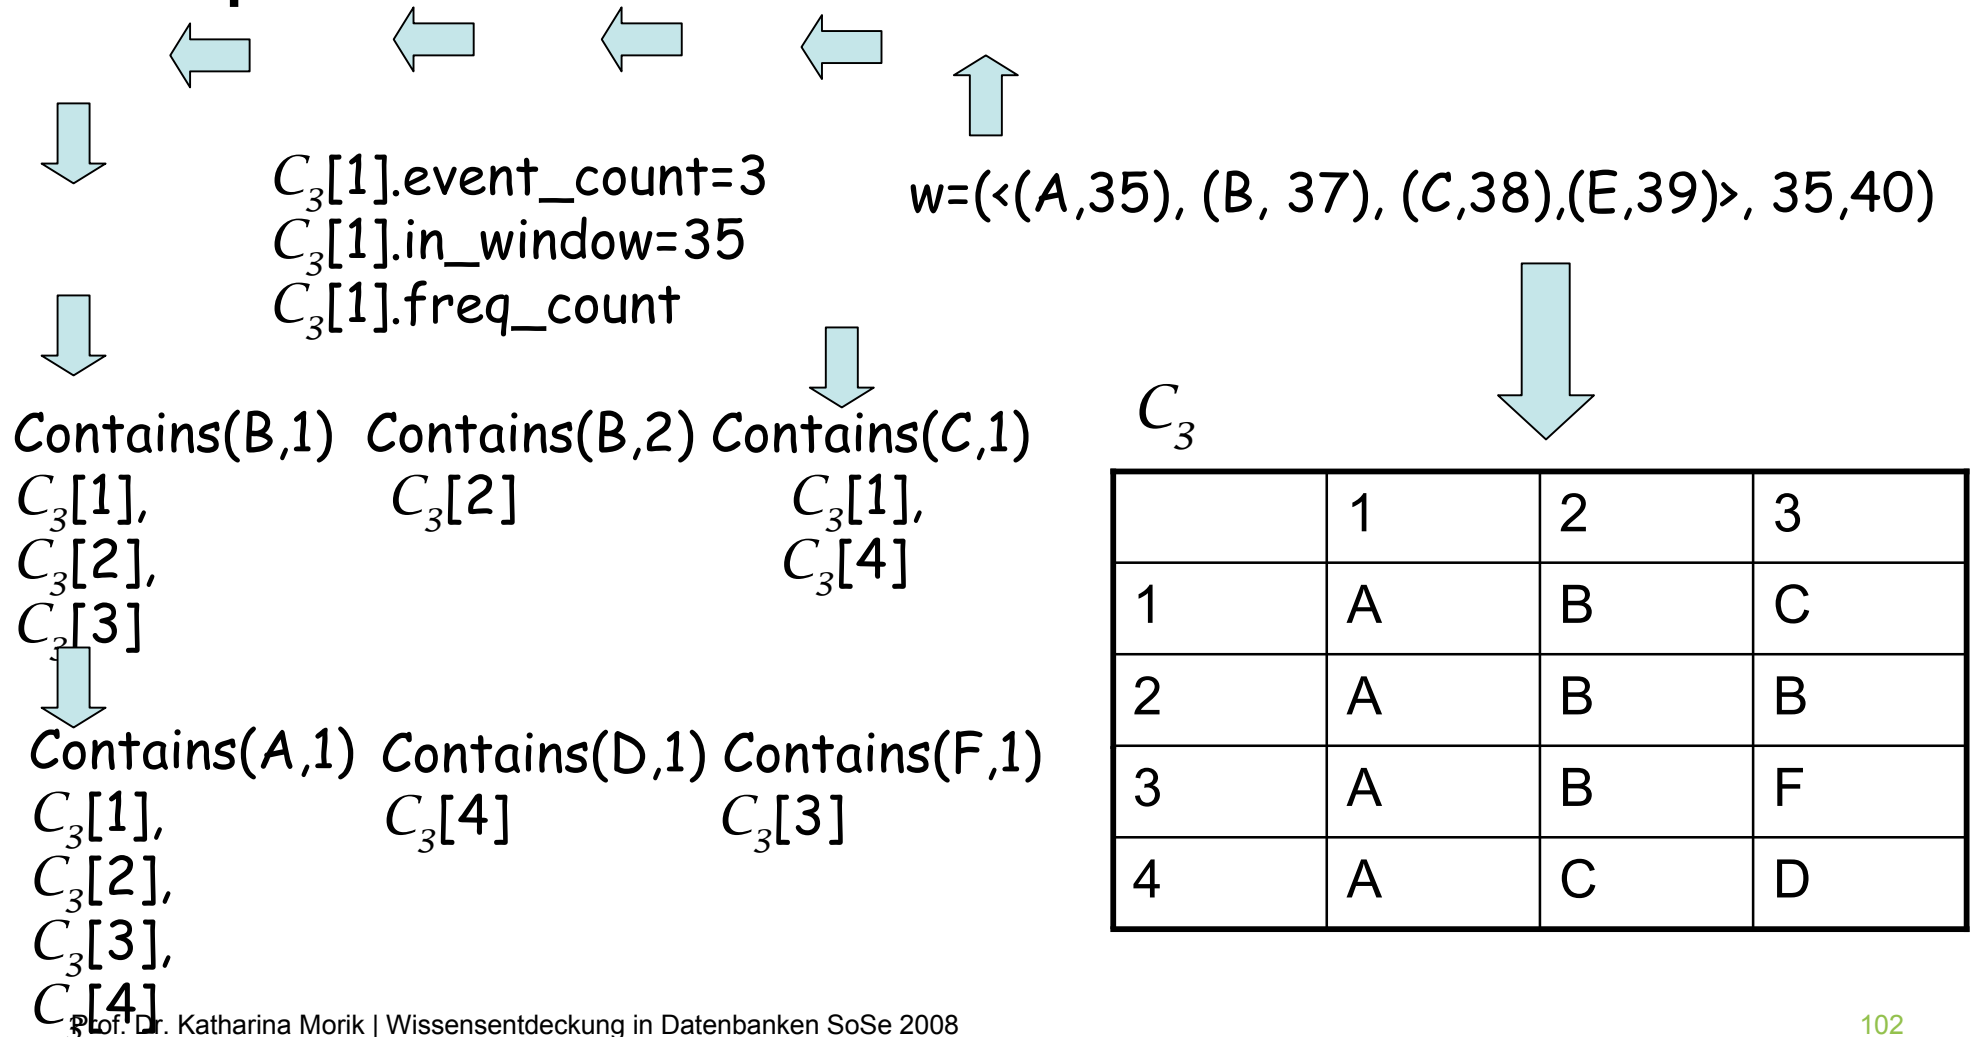 C3[1].event_count=3
C3[1].in_window=35
C3[1].freq_count
w=(<(A,35), (B, 37), (C,38),(E,39)>, 35,40)
Contains(B,1) Contains(B,2) Contains(C,1)
C3[1], C3[2] C3[1],
C3[2], C3[4]
C3[3]
Contains(A,1) Contains(D,1) Contains(F,1)
C3[1], C3[4] C3[3]
C3[2],
C3[3],
C3[4]
C3
1 2 3
1 A B C
2 A B B
3 A B F
4 A C D
Prof. Dr. Katharina Morik | Wissensentdeckung in Datenbanken SoSe 2008
102